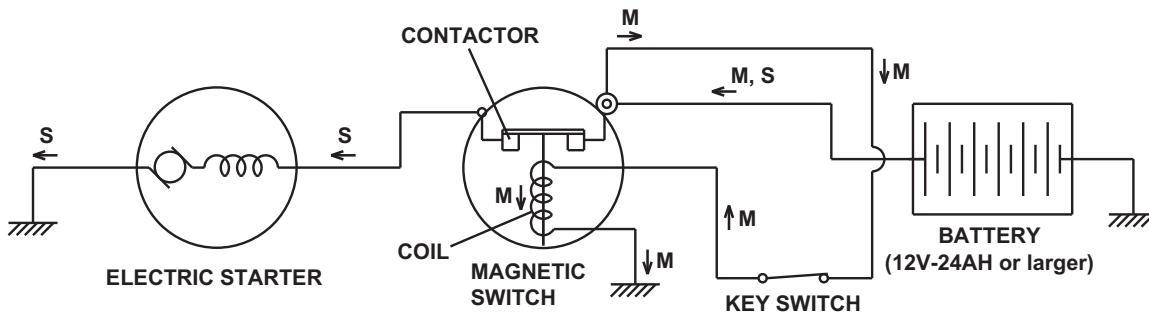 M
CONTACTOR
M
M, S
S
S
M
M
COIL
M
M
ELECTRIC STARTER
MAGNETIC
SWITCH
KEY SWITCH
BATTERY
(12V-24AH or larger)